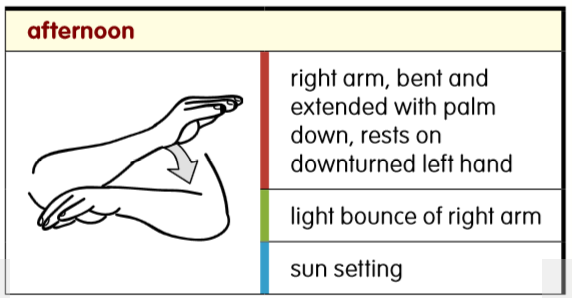 afternoon
right arm, bent and
extended with palm
down, rests on
downturned left hand
light bounce of right arm
sun setting